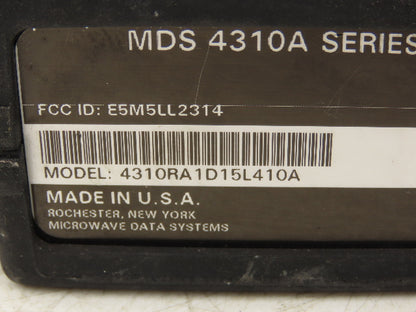 MDS 4310A SERIES
FCC ID: E5M5LL2314
MODEL: 4310RA1D15L410A
MADE IN U.S.A.
ROCHESTER, NEW YORK
MICROWAVE DATA SYSTEMS